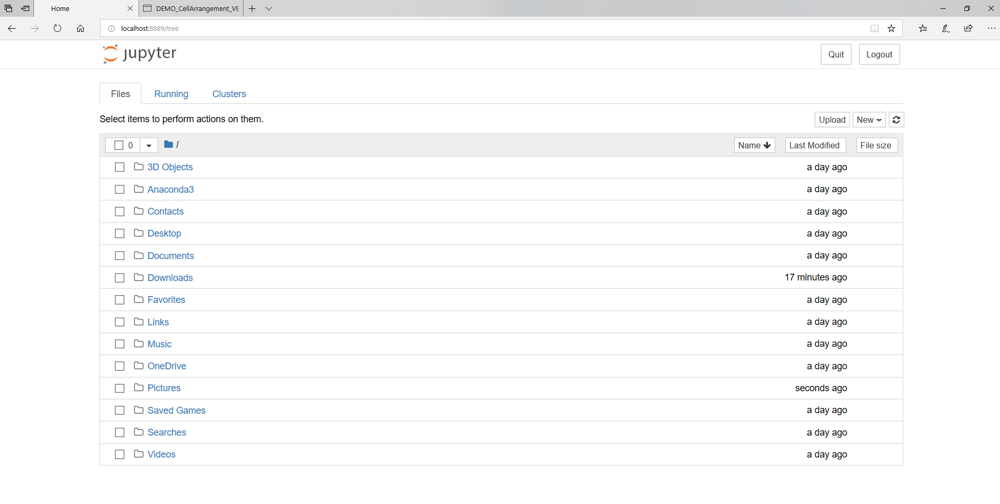 Home DEMO_CellArrangement_V8
localhost:8889/tree
jupyter Quit Logout
Files Running Clusters
Select items to perform actions on them. Upload New
0 / Name Last Modified File size
3D Objects a day ago
Anaconda3 a day ago
Contacts a day ago
Desktop a day ago
Documents a day ago
Downloads 17 minutes ago
Favorites a day ago
Links a day ago
Music a day ago
OneDrive a day ago
Pictures seconds ago
Saved Games a day ago
Searches a day ago
Videos a day ago